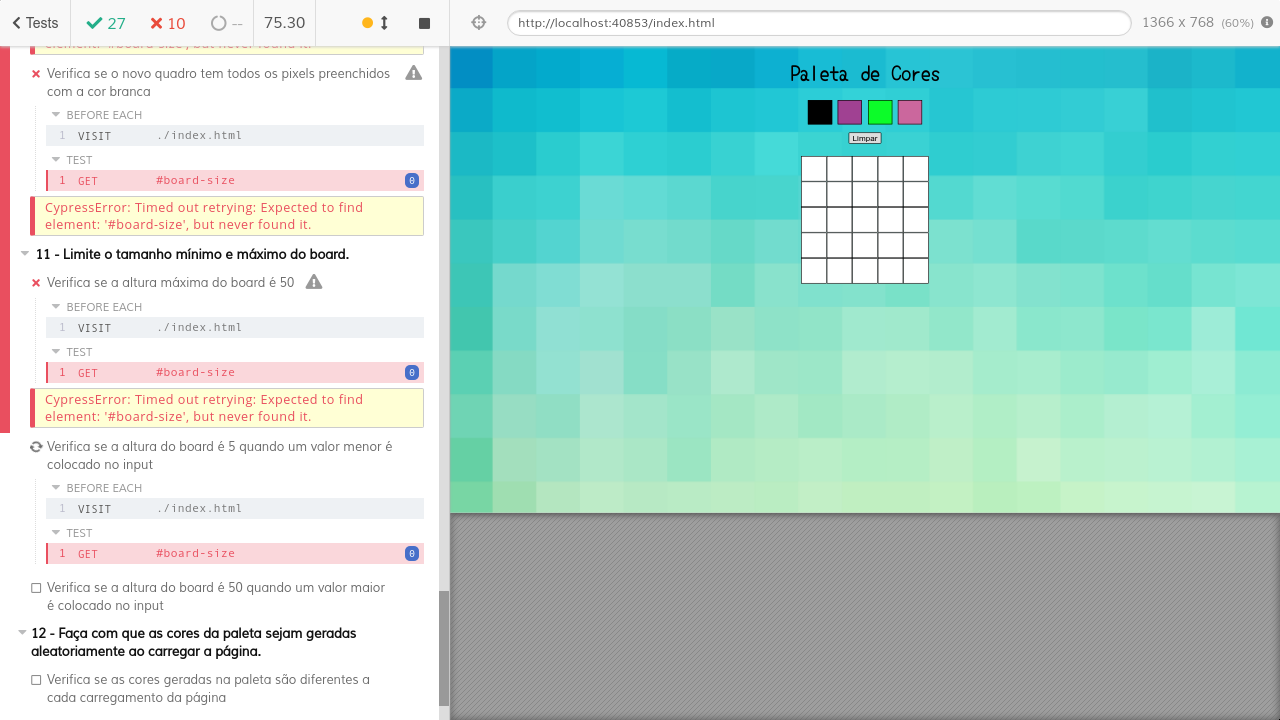 Tests
27
10
--
75.30
http://localhost:40853/index.html
1366 x 768 (60%)
element: '#board-size', but never found it.
Verifica se o novo quadro tem todos os pixels preenchidos
com a cor branca
BEFORE EACH
1 VISIT ./index.html
TEST
1 GET #board-size 0
CypressError: Timed out retrying: Expected to find
element: '#board-size', but never found it.
11 - Limite o tamanho mínimo e máximo do board.
Verifica se a altura máxima do board é 50
BEFORE EACH
1 VISIT ./index.html
TEST
1 GET #board-size 0
CypressError: Timed out retrying: Expected to find
element: '#board-size', but never found it.
Verifica se a altura do board é 5 quando um valor menor é
colocado no input
BEFORE EACH
1 VISIT ./index.html
TEST
1 GET #board-size 0
Verifica se a altura do board é 50 quando um valor maior
é colocado no input
12 - Faça com que as cores da paleta sejam geradas
aleatoriamente ao carregar a página.
Verifica se as cores geradas na paleta são diferentes a
cada carregamento da página
Paleta de Cores
Limpar